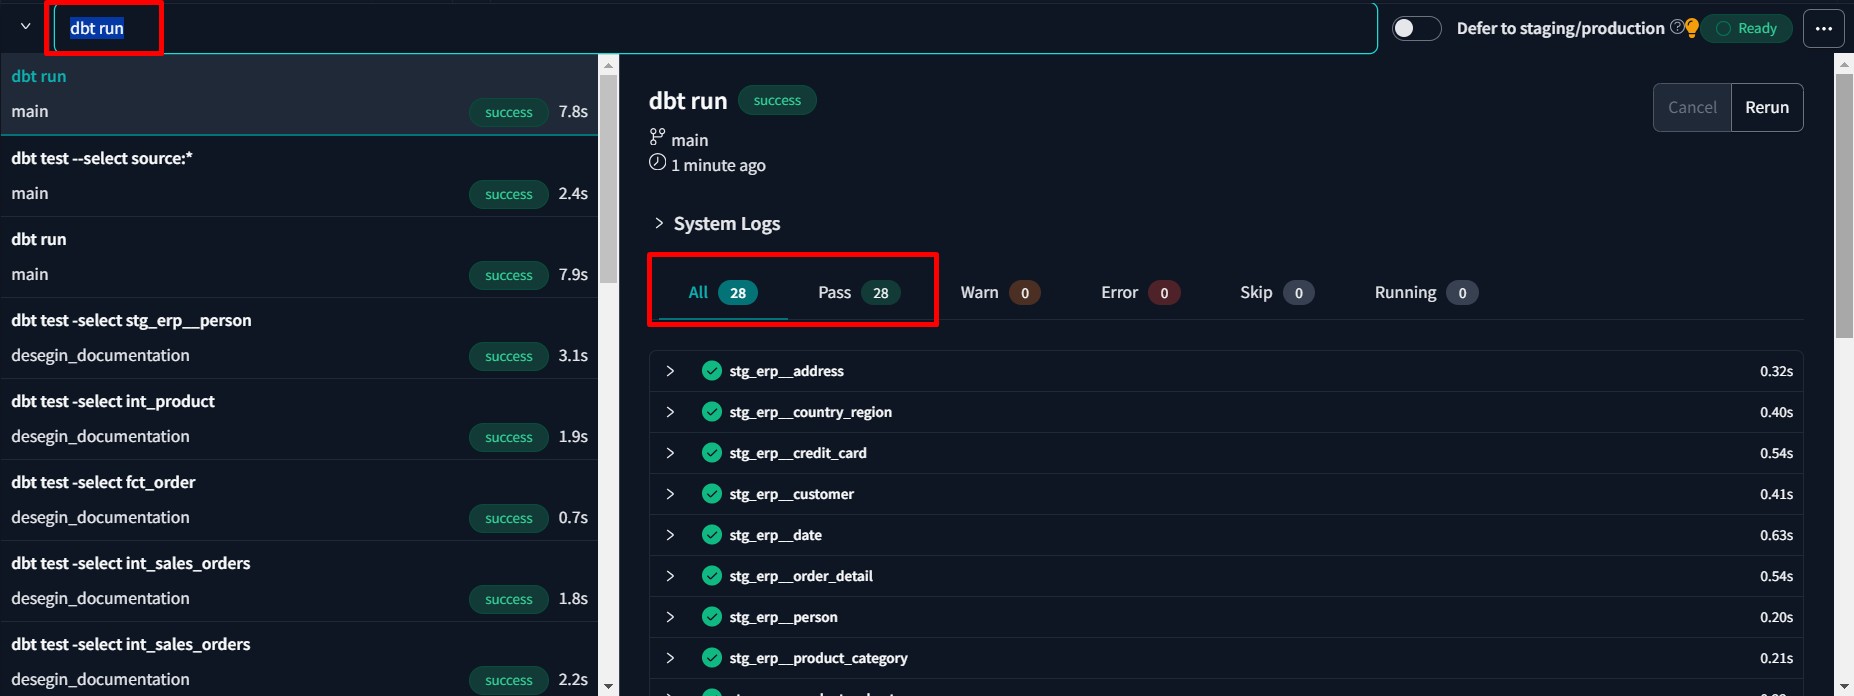 dbt run
Defer to staging/production
Ready
dbt run
main success 7.8s
dbt test --select source:*
main success 2.4s
dbt run
main success 7.9s
dbt test -select stg_erp__person
desegin_documentation success 3.1s
dbt test -select int_product
desegin_documentation success 1.9s
dbt test -select fct_order
desegin_documentation success 0.7s
dbt test -select int_sales_orders
desegin_documentation success 1.8s
dbt test -select int_sales_orders
desegin_documentation success 2.2s
dbt run success
Cancel Rerun
main
1 minute ago
System Logs
All 28 Pass 28 Warn 0 Error 0 Skip 0 Running 0
stg_erp__address 0.32s
stg_erp__country_region 0.40s
stg_erp__credit_card 0.54s
stg_erp__customer 0.41s
stg_erp__date 0.63s
stg_erp__order_detail 0.54s
stg_erp__person 0.20s
stg_erp__product_category 0.21s